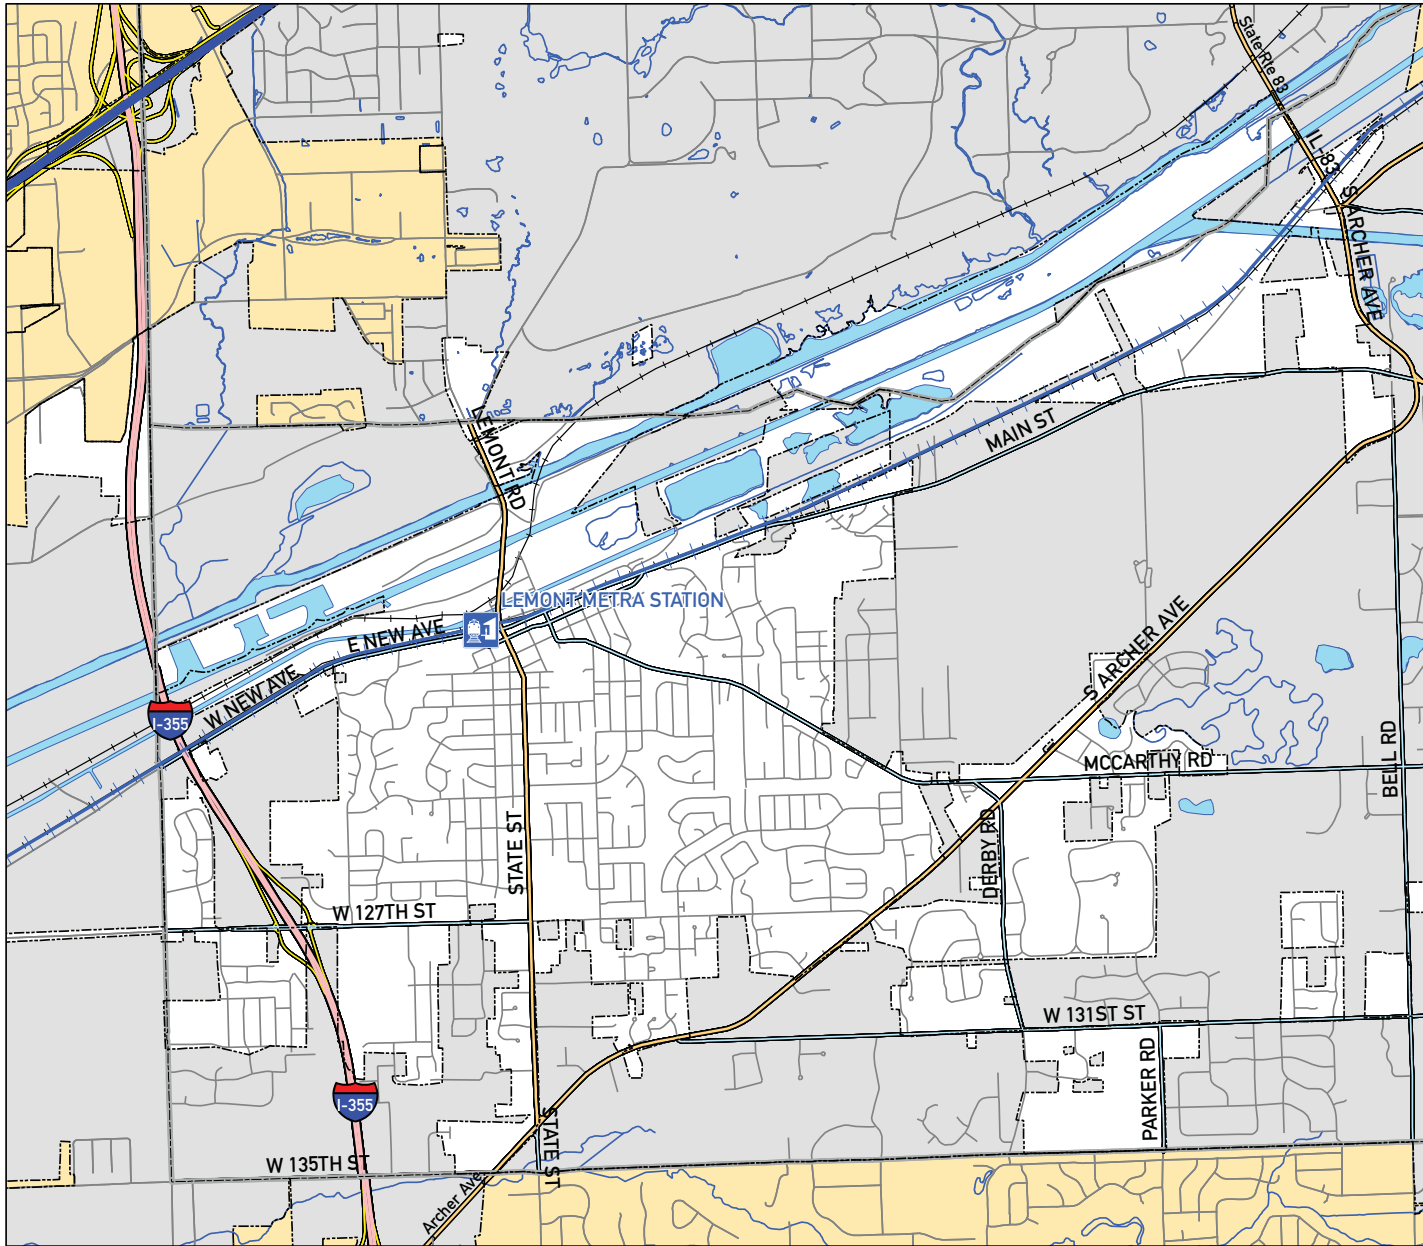 State Rte 83
IL-83
S ARCHER AVE
LEMONT RD
MAIN ST
LEMONT METRA STATION
E NEW AVE
W NEW AVE
S ARCHER AVE
I-355
MCCARTHY RD
BELL RD
STATE ST
DERBY RD
W 127TH ST
W 131ST ST
PARKER RD
I-355
STATE ST
W 135TH ST
Archer Ave